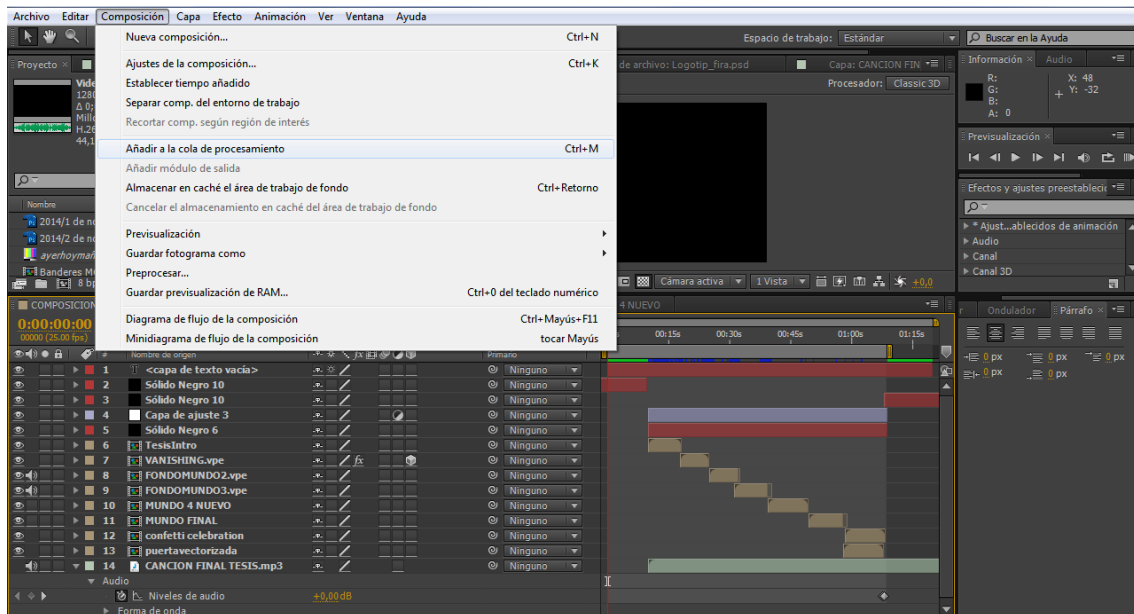 Archivo Editar Composición Capa Efecto Animación Ver Ventana Ayuda
Espacio de trabajo: Estándar
Buscar en la Ayuda
Nueva composición... Ctrl+N
Ajustes de la composición... Ctrl+K
Establecer tiempo añadido
Separar comp. del entorno de trabajo
Recortar comp. según región de interés
Añadir a la cola de procesamiento Ctrl+M
Añadir módulo de salida
Almacenar en caché el área de trabajo de fondo Ctrl+Retorno
Cancelar el almacenamiento en caché del área de trabajo de fondo
Previsualización
Guardar fotograma como
Preprocesar...
Guardar previsualización de RAM... Ctrl+0 del teclado numérico
Diagrama de flujo de la composición Ctrl+Mayús+F11
Minidiagrama de flujo de la composición tocar Mayús
Proyecto
Vide
1280
Δ 0;
Millo
H.26
44,1
Nombre
2014/1 de no
2014/2 de no
ayerhoymañ
Banderes M
8 bp
de archivo: Logotip_fira.psd
Capa: CANCION FIN
Procesador: Classic 3D
Cámara activa 1 Vista +0,0
Información Audio
R: X: 48
G: Y: -32
B:
A: 0
Previsualización
Efectos y ajustes preestablecic
* Ajust...ablecidos de animación
Audio
Canal
Canal 3D
r Ondulador Párrafo
0 px 0 px 0 px
0 px 0 px
COMPOSICION
4 NUEVO
0:00:00:00
00000 (25.00 fps)
00:15s 00:30s 00:45s 01:00s 01:15s
# Nombre de origen Primario
1 T <capa de texto vacía> Ninguno
2 Sólido Negro 10 Ninguno
3 Sólido Negro 10 Ninguno
4 Capa de ajuste 3 Ninguno
5 Sólido Negro 6 Ninguno
6 TesisIntro Ninguno
7 VANISHING.vpe fx Ninguno
8 FONDOMUNDO2.vpe Ninguno
9 FONDOMUNDO3.vpe Ninguno
10 MUNDO 4 NUEVO Ninguno
11 MUNDO FINAL Ninguno
12 confetti celebration Ninguno
13 puertavectorizada Ninguno
14 CANCION FINAL TESIS.mp3 Ninguno
Audio
Niveles de audio +0,00dB
Forma de onda